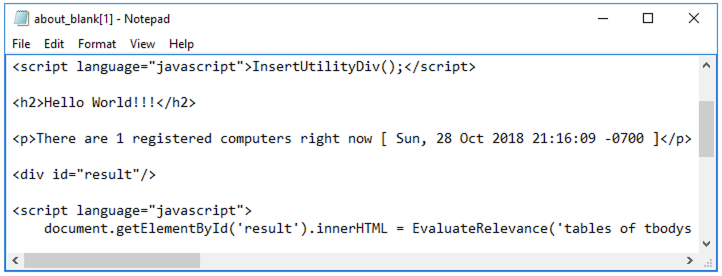 about_blank[1] - Notepad
File Edit Format View Help
<script language="javascript">InsertUtilityDiv();</script>
<h2>Hello World!!!</h2>
<p>There are 1 registered computers right now [ Sun, 28 Oct 2018 21:16:09 -0700 ]</p>
<div id="result"/>
<script language="javascript">
document.getElementById('result').innerHTML = EvaluateRelevance('tables of tbodys